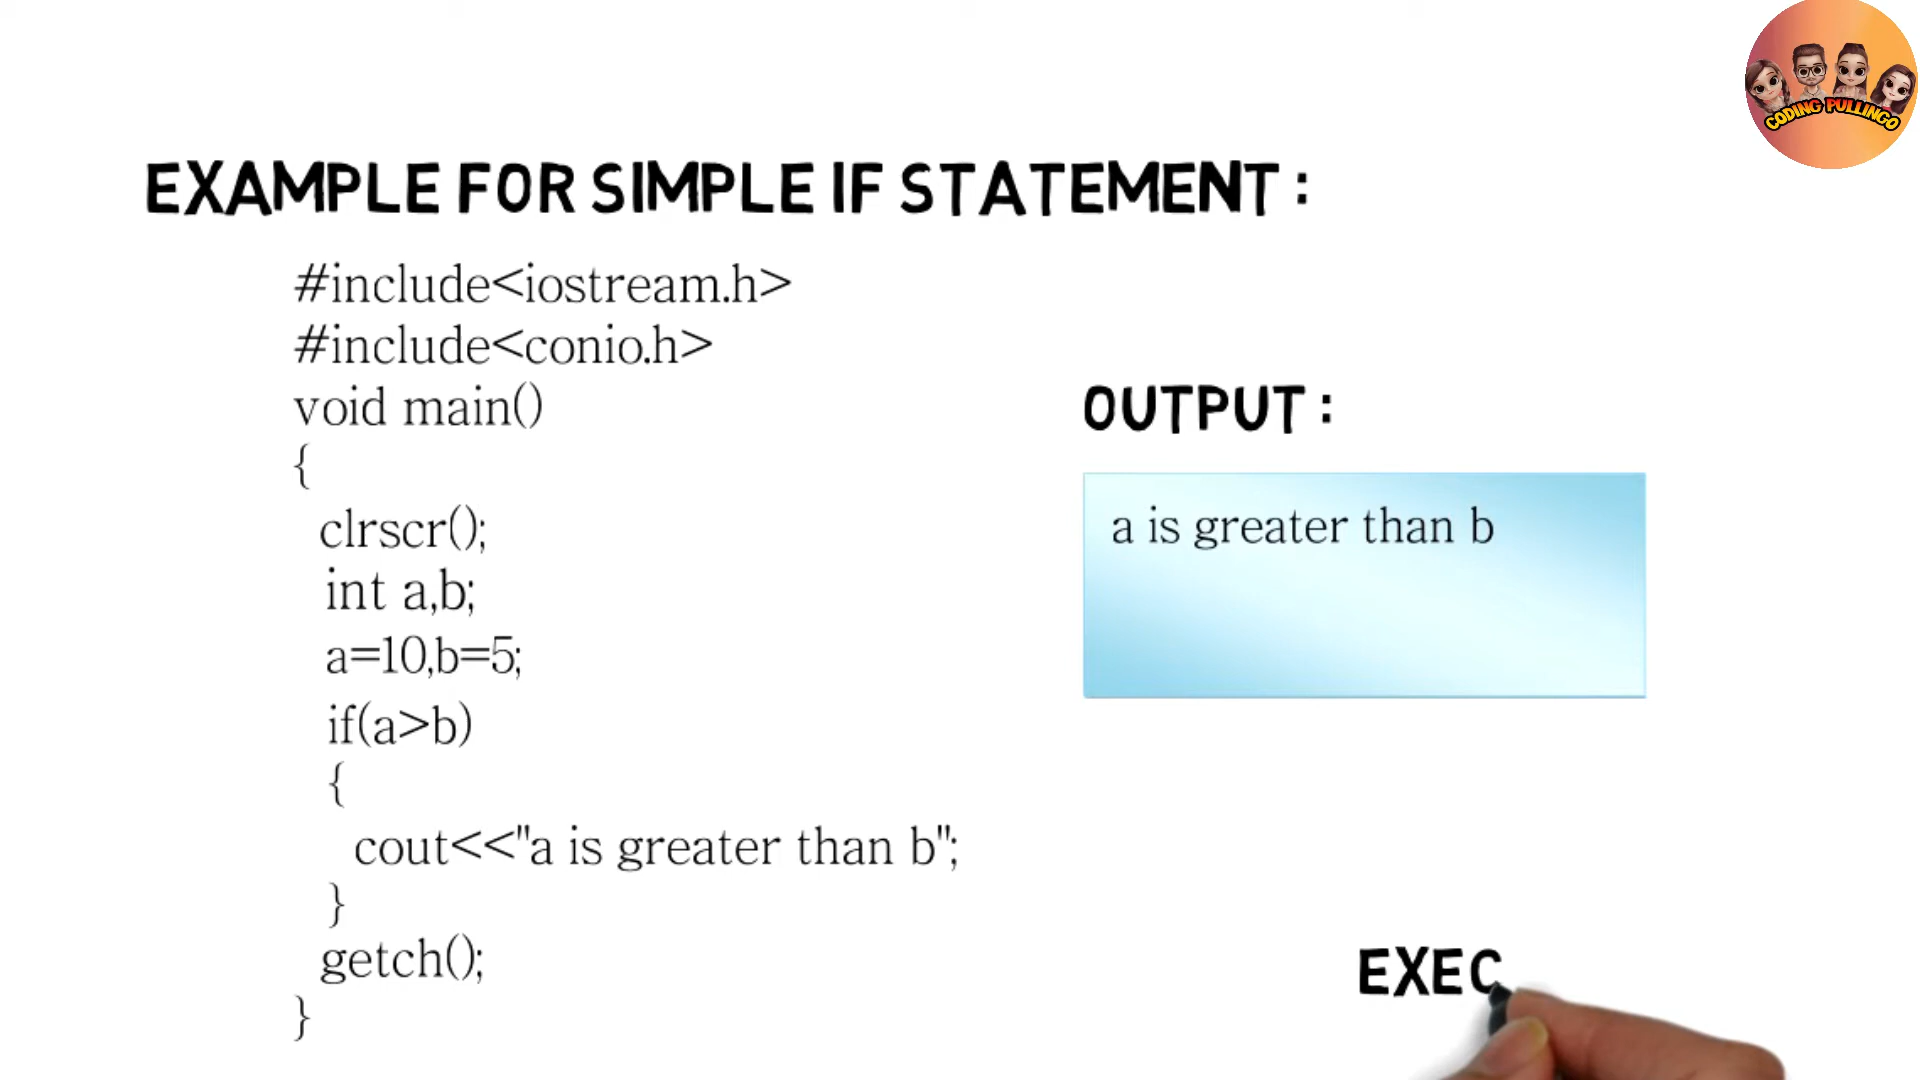 CODING PULLINGO
EXAMPLE FOR SIMPLE IF STATEMENT :
#include<iostream.h>
#include<conio.h>
void main()
{
clrscr();
int a,b;
a=10,b=5;
if(a>b)
{
cout<<"a is greater than b";
}
getch();
}
OUTPUT :
a is greater than b
EXEC